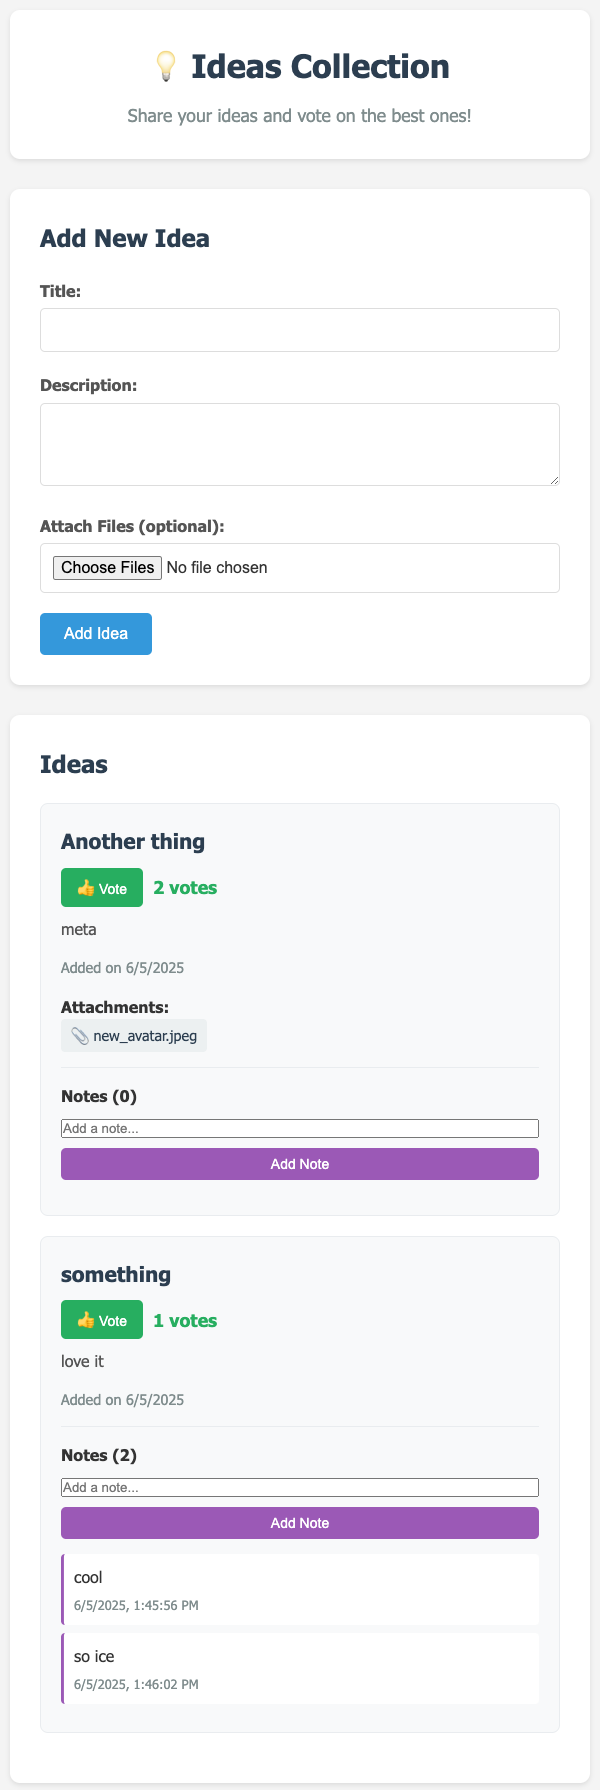 💡 Ideas Collection
Share your ideas and vote on the best ones!
Add New Idea
Title:
Description:
Attach Files (optional):
Choose Files No file chosen
Add Idea
Ideas
Another thing
👍 Vote 2 votes
meta
Added on 6/5/2025
Attachments:
📎 new_avatar.jpeg
Notes (0)
Add a note...
Add Note
something
👍 Vote 1 votes
love it
Added on 6/5/2025
Notes (2)
Add a note...
Add Note
cool
6/5/2025, 1:45:56 PM
so ice
6/5/2025, 1:46:02 PM